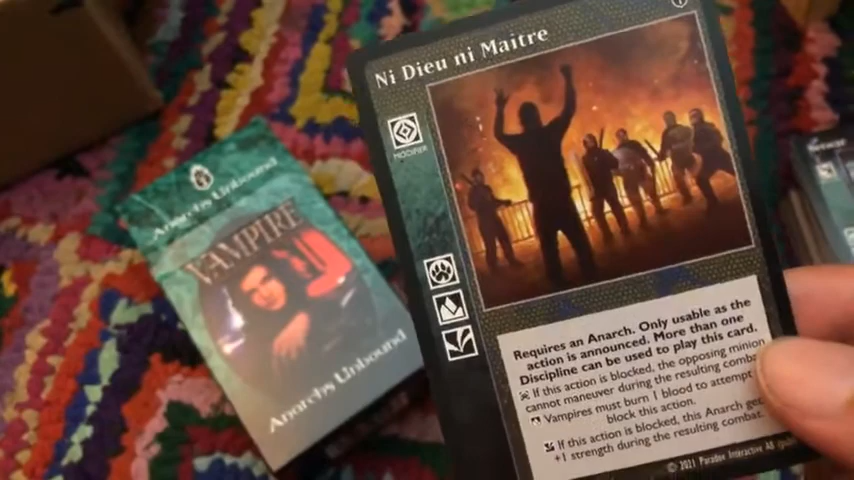 Ni Dieu ni Maitre
MODIFIER
Requires an Anarch. Only usable as the
action is announced. More than one
Discipline can be used to play this card.
If this action is blocked, the opposing minion
cannot maneuver during the resulting combat
Vampires must burn 1 blood to attempt
block this action.
If this action is blocked, this Anarch get
+1 strength during the resulting combat.
© 2021 Paradox Interactive AB
Anarchs Unbound
VAMPIRE
Anarchs Unbound